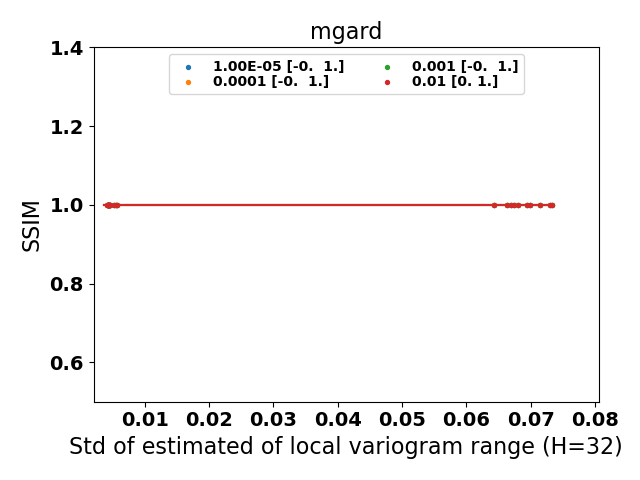 mgard
1.4
1.2
1.0
0.8
0.6
SSIM
1.00E-05 [-0.  1.]
0.0001 [-0.  1.]
0.001 [-0.  1.]
0.01 [0. 1.]
0.01 0.02 0.03 0.04 0.05 0.06 0.07 0.08
Std of estimated of local variogram range (H=32)